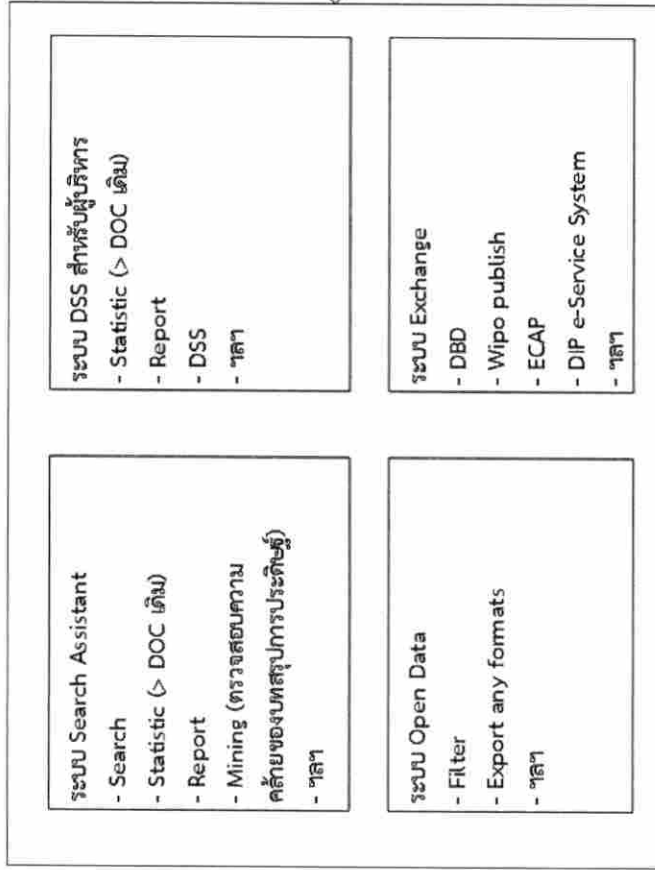 ระบบ Search Assistant
- Search
- Statistic (> DOC เดิม)
- Report
- Mining (ตรวจสอบความ
คล้ายของบทสรุปการประดิษฐ์)
- ฯลฯ
ระบบ DSS สำหรับผู้บริหาร
- Statistic (> DOC เดิม)
- Report
- DSS
- ฯลฯ
ระบบ Open Data
- Filter
- Export any formats
- ฯลฯ
ระบบ Exchange
- DBD
- Wipo publish
- ECAP
- DIP e-Service System
- ฯลฯ